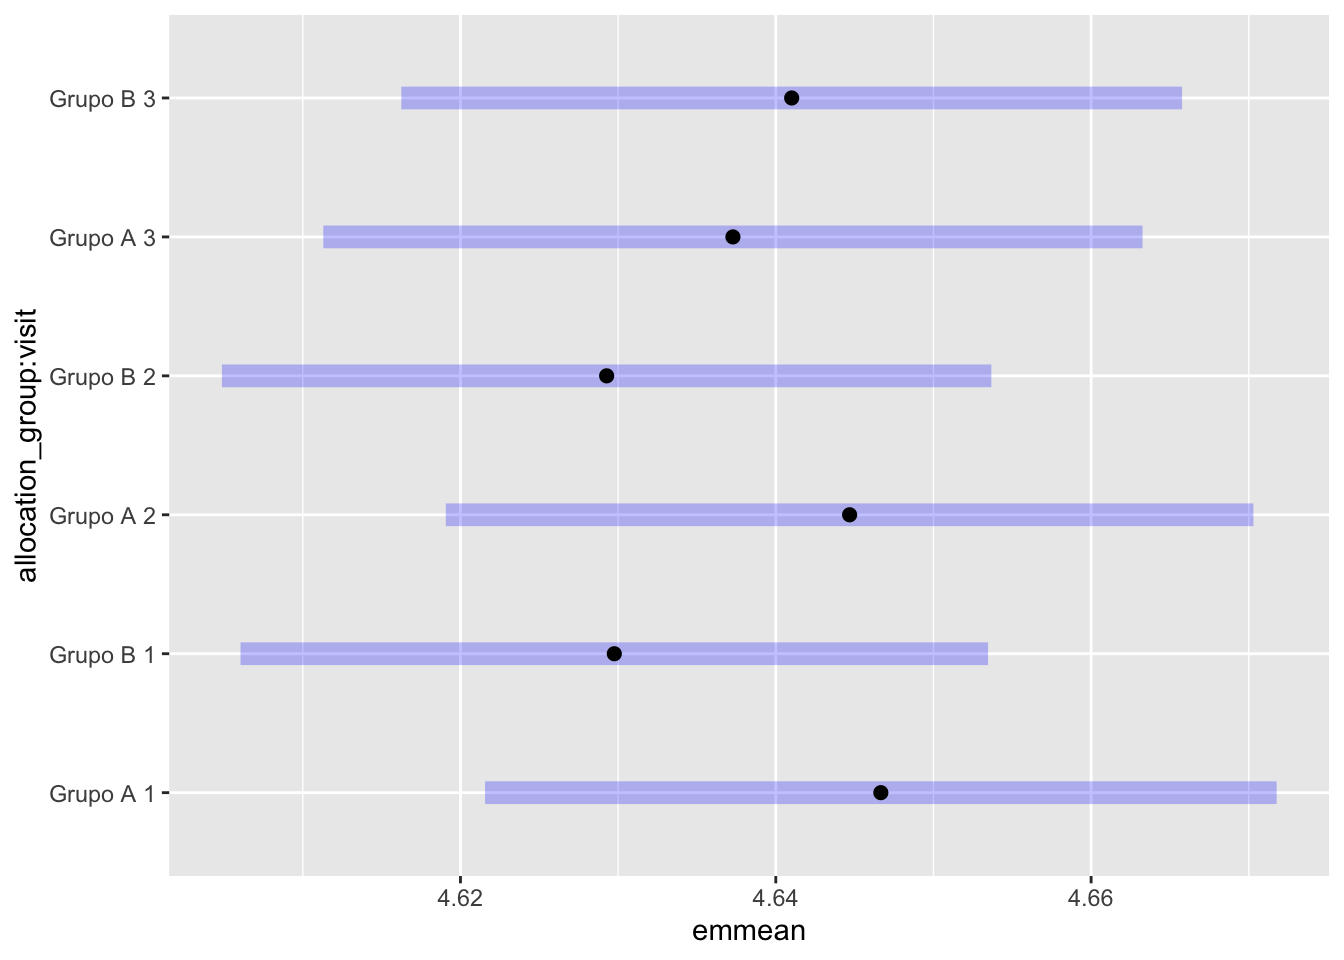 allocation_group:visit
Grupo B 3
Grupo A 3
Grupo B 2
Grupo A 2
Grupo B 1
Grupo A 1
4.62 4.64 4.66
emmean